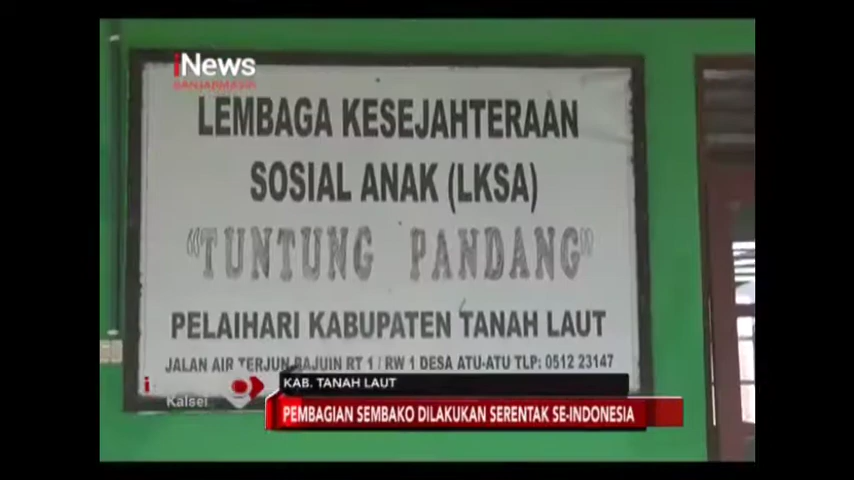 iNews
BANJARMASIN
LEMBAGA KESEJAHTERAAN
SOSIAL ANAK (LKSA)
"TUNTUNG PANDANG"
PELAIHARI KABUPATEN TANAH LAUT
JALAN AIR TERJUN BAJUIN RT 1 / RW 1 DESA ATU-ATU TLP: 0512 23147
i
Kalsel
KAB. TANAH LAUT
PEMBAGIAN SEMBAKO DILAKUKAN SERENTAK SE-INDONESIA